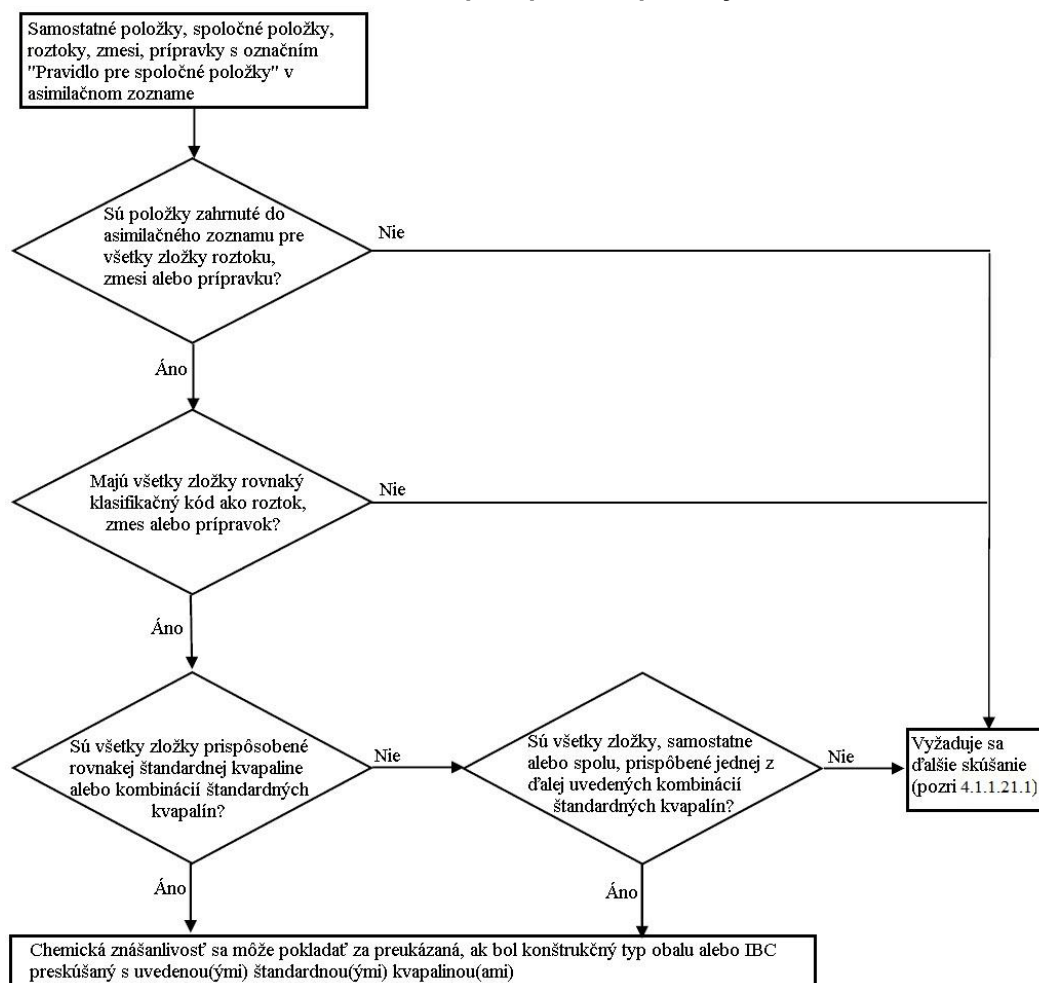 Samostatné položky, spoločné položky,
roztoky, zmesi, prípravky s označním
"Pravidlo pre spoločné položky" v
asimilačnom zozname
Sú položky zahrnuté do
asimilačného zoznamu pre
všetky zložky roztoku,
zmesi alebo prípravku?
Nie
Áno
Majú všetky zložky rovnaký
klasifikačný kód ako roztok,
zmes alebo prípravok?
Nie
Áno
Sú všetky zložky prispôsobené
rovnakej štandardnej kvapaline
alebo kombinácií štandardných
kvapalín?
Nie
Sú všetky zložky, samostatne
alebo spolu, prispôbené jednej z
ďalej uvedených kombinácií
štandardných kvapalín?
Nie
Vyžaduje sa
ďalšie skúšanie
(pozri 4.1.1.21.1)
Áno
Áno
Chemická znášanlivosť sa môže pokladať za preukázaná, ak bol konštrukčný typ obalu alebo IBC
preskúšaný s uvedenou(ými) štandardnou(ými) kvapalinou(ami)